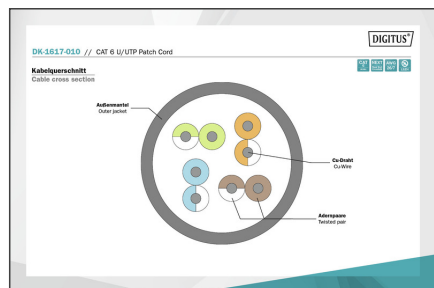 DIGITUS®
DK-1617-010 // CAT 6 U/UTP Patch Cord
Kabelquerschnitt
Cable cross section
Außenmantel
Outer jacket
Cu-Draht
Cu-Wire
Adernpaare
Twisted pair